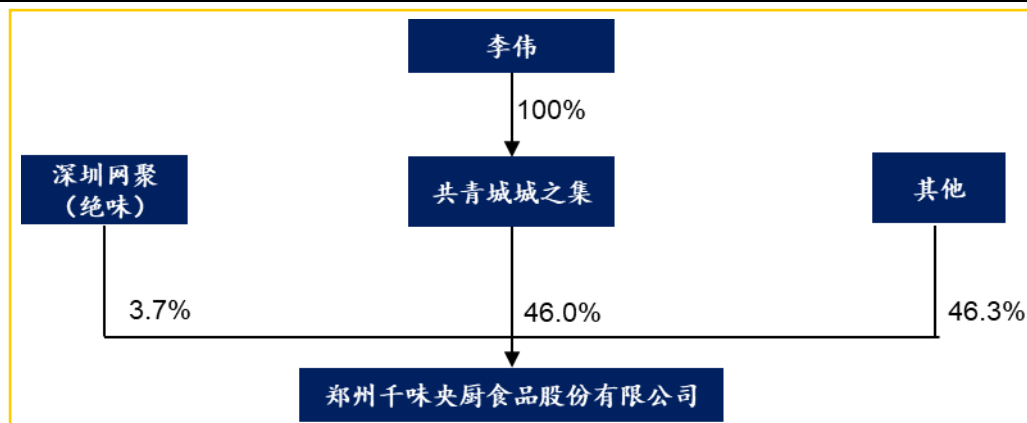 李伟
100%
深圳网聚
（绝味）
共青城城之集
其他
3.7%
46.0%
46.3%
郑州千味央厨食品股份有限公司